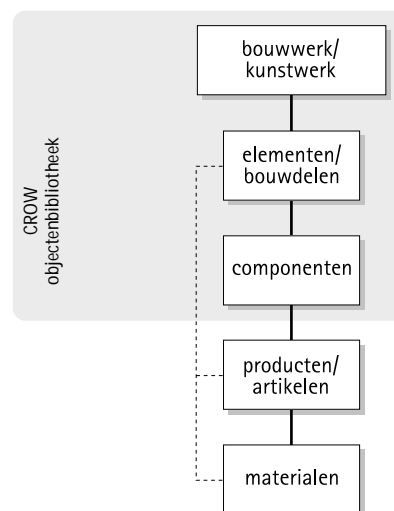 bouwwerk/
kunstwerk
CROW
objectenbibliotheek
elementen/
bouwdelen
componenten
producten/
artikelen
materialen